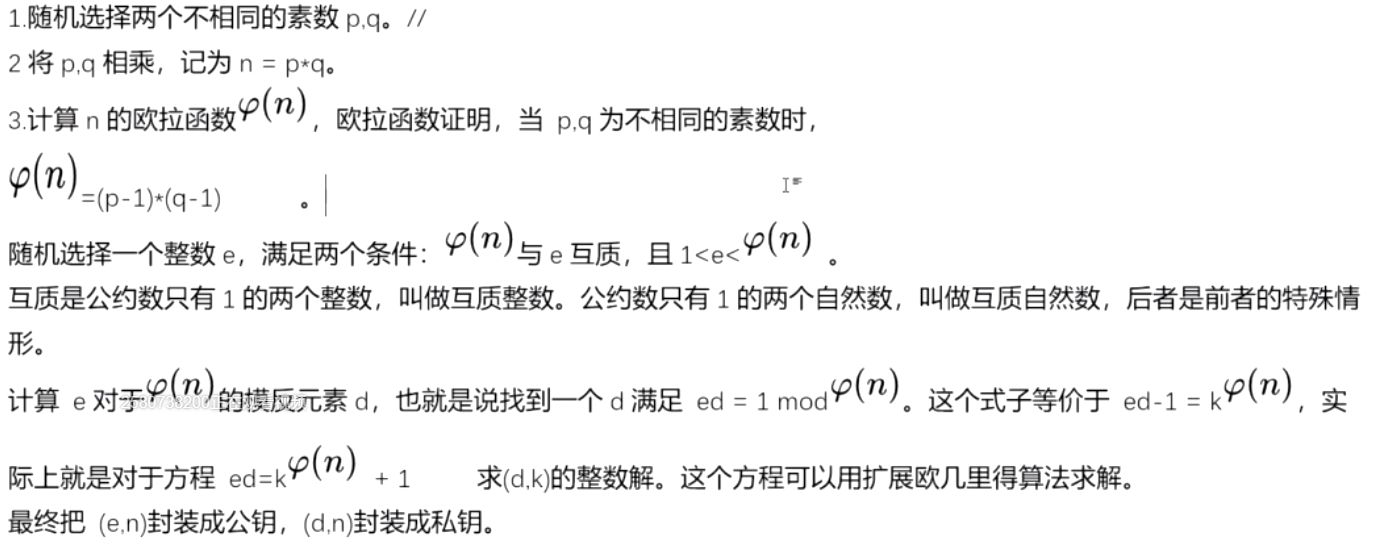 1.随机选择两个不相同的素数 p,q。//
2 将 p,q 相乘，记为 n = p*q。
3.计算 n 的欧拉函数φ(n)，欧拉函数证明，当 p,q 为不相同的素数时，
φ(n)=(p-1)*(q-1) 。
随机选择一个整数 e，满足两个条件：φ(n)与 e 互质，且 1<e<φ(n) 。
互质是公约数只有 1 的两个整数，叫做互质整数。公约数只有 1 的两个自然数，叫做互质自然数，后者是前者的特殊情
形。
计算 e 对于φ(n)的模反元素 d，也就是说找到一个 d 满足 ed = 1 modφ(n)。这个式子等价于 ed-1 = kφ(n)，实
际上就是对于方程 ed=kφ(n) + 1 求(d,k)的整数解。这个方程可以用扩展欧几里得算法求解。
最终把 (e,n)封装成公钥，(d,n)封装成私钥。